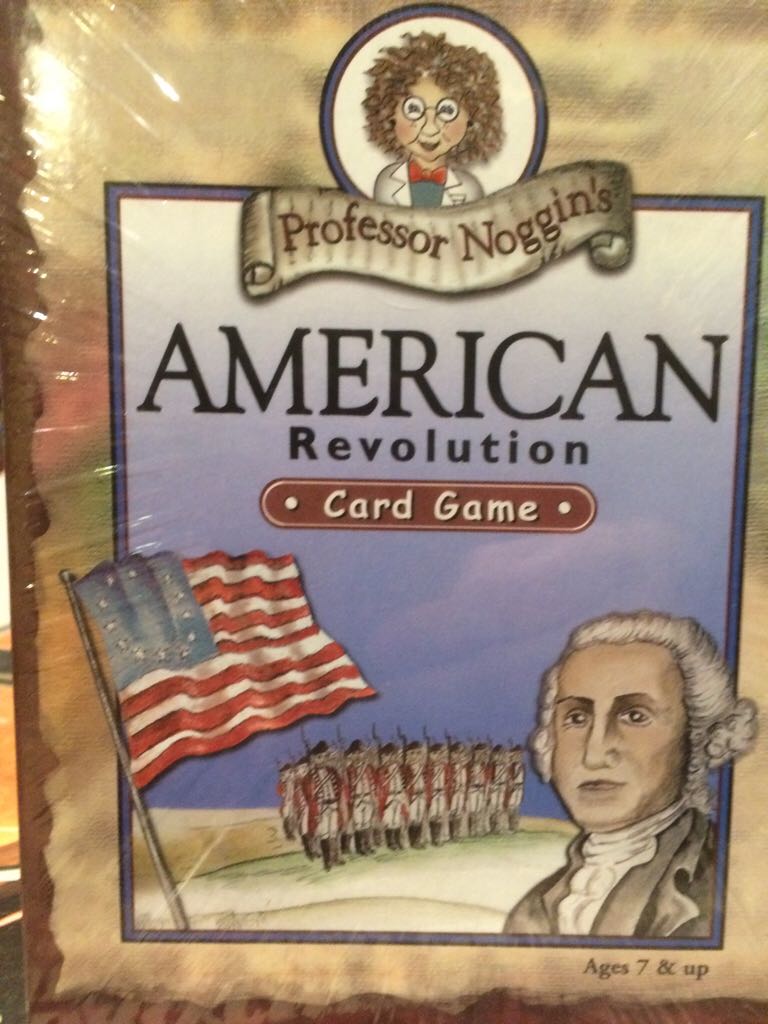 Professor Noggin's
AMERICAN
Revolution
• Card Game •
Ages 7 & up